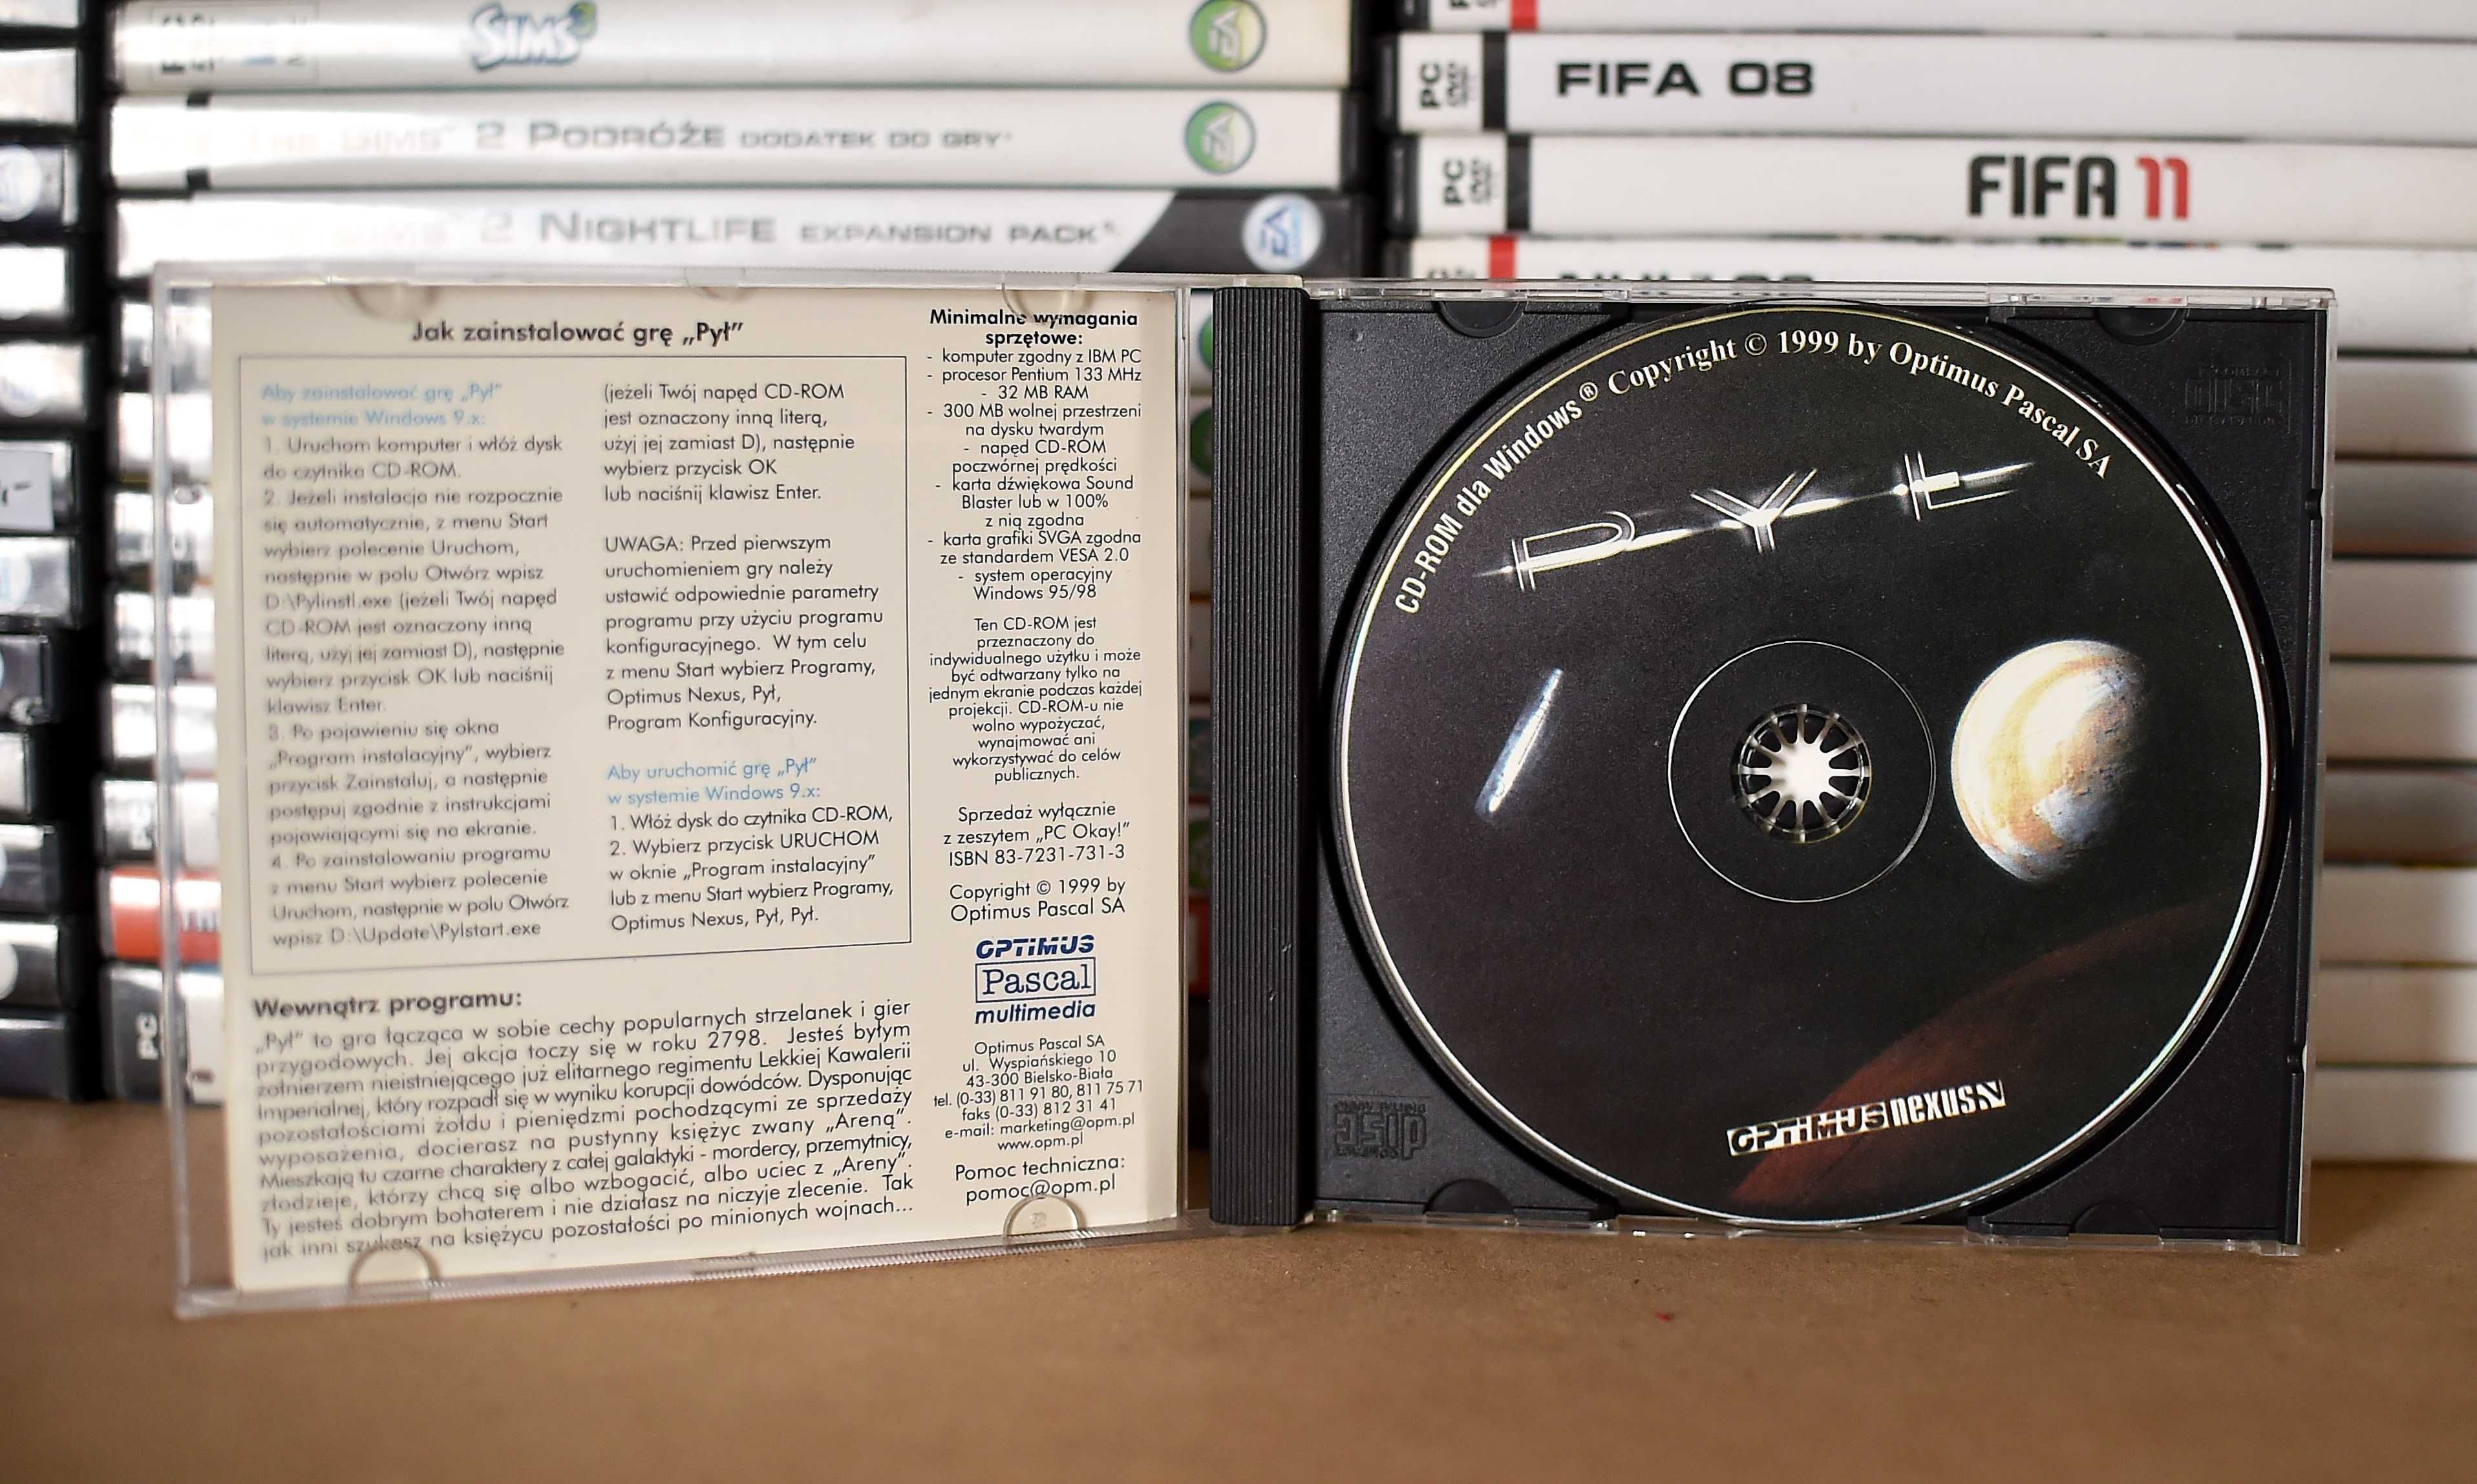 SIMS 3
THE SIMS 2 PODRÓŻE DODATEK DO GRY
SIMS 2 NIGHTLIFE EXPANSION PACK
PC DVD FIFA 08
PC DVD FIFA 11
Jak zainstalować grę „Pył”
Aby zainstalować grę „Pył”
w systemie Windows 9.x:
1. Uruchom komputer i włóż dysk
do czytnika CD-ROM.
2. Jeżeli instalacja nie rozpocznie
się automatycznie, z menu Start
wybierz polecenie Uruchom,
następnie w polu Otwórz wpisz
D:\Pylinstl.exe (jeżeli Twój napęd
CD-ROM jest oznaczony inną
literą, użyj jej zamiast D), następnie
wybierz przycisk OK lub naciśnij
klawisz Enter.
3. Po pojawieniu się okna
„Program instalacyjny”, wybierz
przycisk Zainstaluj, a następnie
postępuj zgodnie z instrukcjami
pojawiającymi się na ekranie.
4. Po zainstalowaniu programu
z menu Start wybierz polecenie
Uruchom, następnie w polu Otwórz
wpisz D:\Update\Pylstart.exe
(jeżeli Twój napęd CD-ROM
jest oznaczony inną literą,
użyj jej zamiast D), następnie
wybierz przycisk OK
lub naciśnij klawisz Enter.
UWAGA: Przed pierwszym
uruchomieniem gry należy
ustawić odpowiednie parametry
programu przy użyciu programu
konfiguracyjnego. W tym celu
z menu Start wybierz Programy,
Optimus Nexus, Pył,
Program Konfiguracyjny.
Aby uruchomić grę „Pył”
w systemie Windows 9.x:
1. Włóż dysk do czytnika CD-ROM,
2. Wybierz przycisk URUCHOM
w oknie „Program instalacyjny”
lub z menu Start wybierz Programy,
Optimus Nexus, Pył, Pył.
Wewnątrz programu:
„Pył” to gra łącząca w sobie cechy popularnych strzelanek i gier
przygodowych. Jej akcja toczy się w roku 2798. Jesteś byłym
żołnierzem nieistniejącego już elitarnego regimentu Lekkiej Kawalerii
Imperialnej, który rozpadł się w wyniku korupcji dowódców. Dysponując
pozostałościami żołdu i pieniędzmi pochodzącymi ze sprzedaży
wyposażenia, docierasz na pustynny księżyc zwany „Areną”.
Mieszkają tu czarne charaktery z całej galaktyki - mordercy, przemytnicy,
złodzieje, którzy chcą się albo wzbogacić, albo uciec z „Areny”.
Ty jesteś dobrym bohaterem i nie działasz na niczyje zlecenie. Tak
jak inni szukasz na księżycu pozostałości po minionych wojnach...
Minimalne wymagania
sprzętowe:
- komputer zgodny z IBM PC
- procesor Pentium 133 MHz
- 32 MB RAM
- 300 MB wolnej przestrzeni
na dysku twardym
- napęd CD-ROM
poczwórnej prędkości
- karta dźwiękowa Sound
Blaster lub w 100%
z nią zgodna
- karta grafiki SVGA zgodna
ze standardem VESA 2.0
- system operacyjny
Windows 95/98
Ten CD-ROM jest
przeznaczony do
indywidualnego użytku i może
być odtwarzany tylko na
jednym ekranie podczas każdej
projekcji. CD-ROM-u nie
wolno wypożyczać,
wynajmować ani
wykorzystywać do celów
publicznych.
Sprzedaż wyłącznie
z zeszytem „PC Okay!”
ISBN 83-7231-731-3
Copyright © 1999 by
Optimus Pascal SA
OPTiMUS
Pascal
multimedia
Optimus Pascal SA
ul. Wyspiańskiego 10
43-300 Bielsko-Biała
tel. (0-33) 811 91 80, 811 75 71
faks (0-33) 812 31 41
e-mail: marketing@opm.pl
www.opm.pl
Pomoc techniczna:
pomoc@opm.pl
CD-ROM dla Windows® Copyright © 1999 by Optimus Pascal SA
PYŁ
OPTiMUS nexus
disc
PC